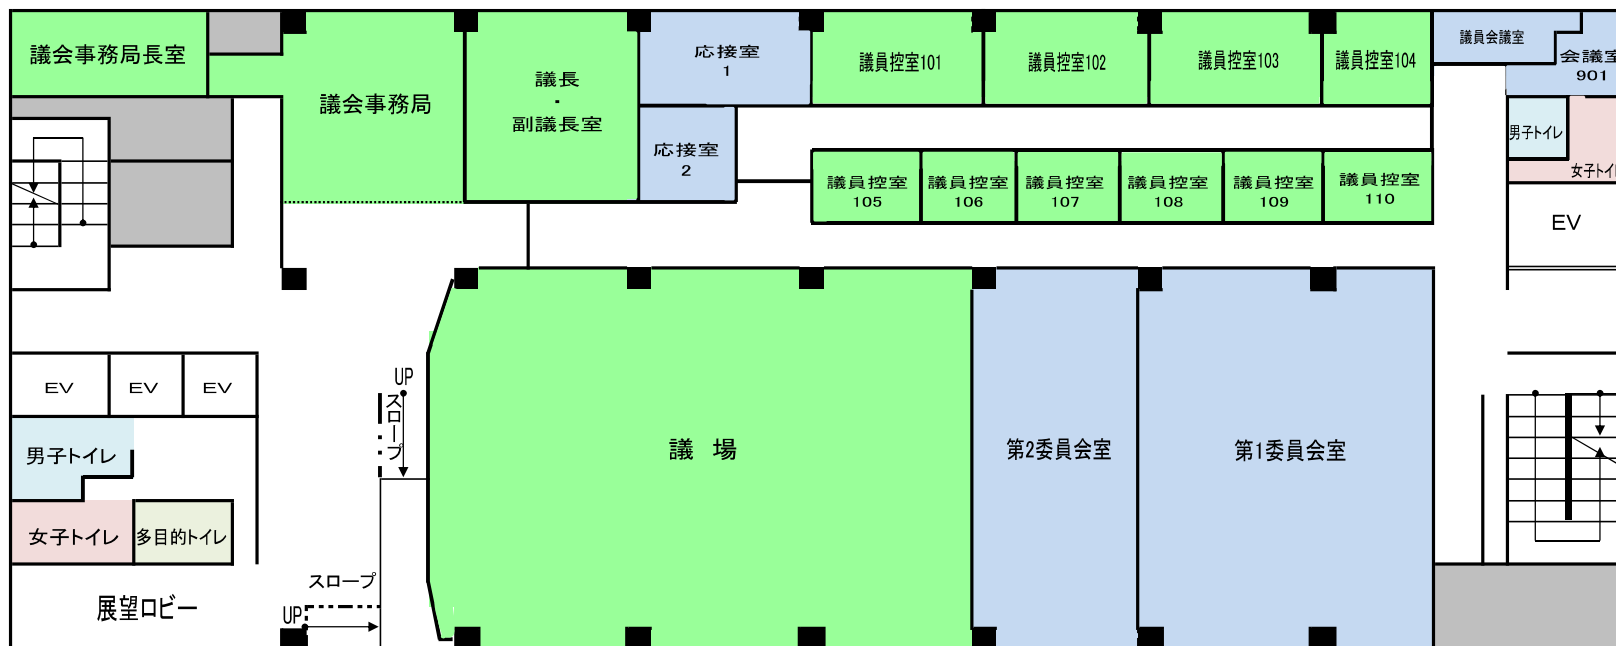 議会事務局長室
議会事務局
議長
・
副議長室
応接室
1
応接室
2
議員控室101
議員控室102
議員控室103
議員控室104
議員会議室
会議室
901
男子トイレ
女子トイレ
EV
議員控室
105
議員控室
106
議員控室
107
議員控室
108
議員控室
109
議員控室
110
EV
EV
EV
UP
スロープ
男子トイレ
女子トイレ
多目的トイレ
議 場
第2委員会室
第1委員会室
スロープ
UP
展望ロビー